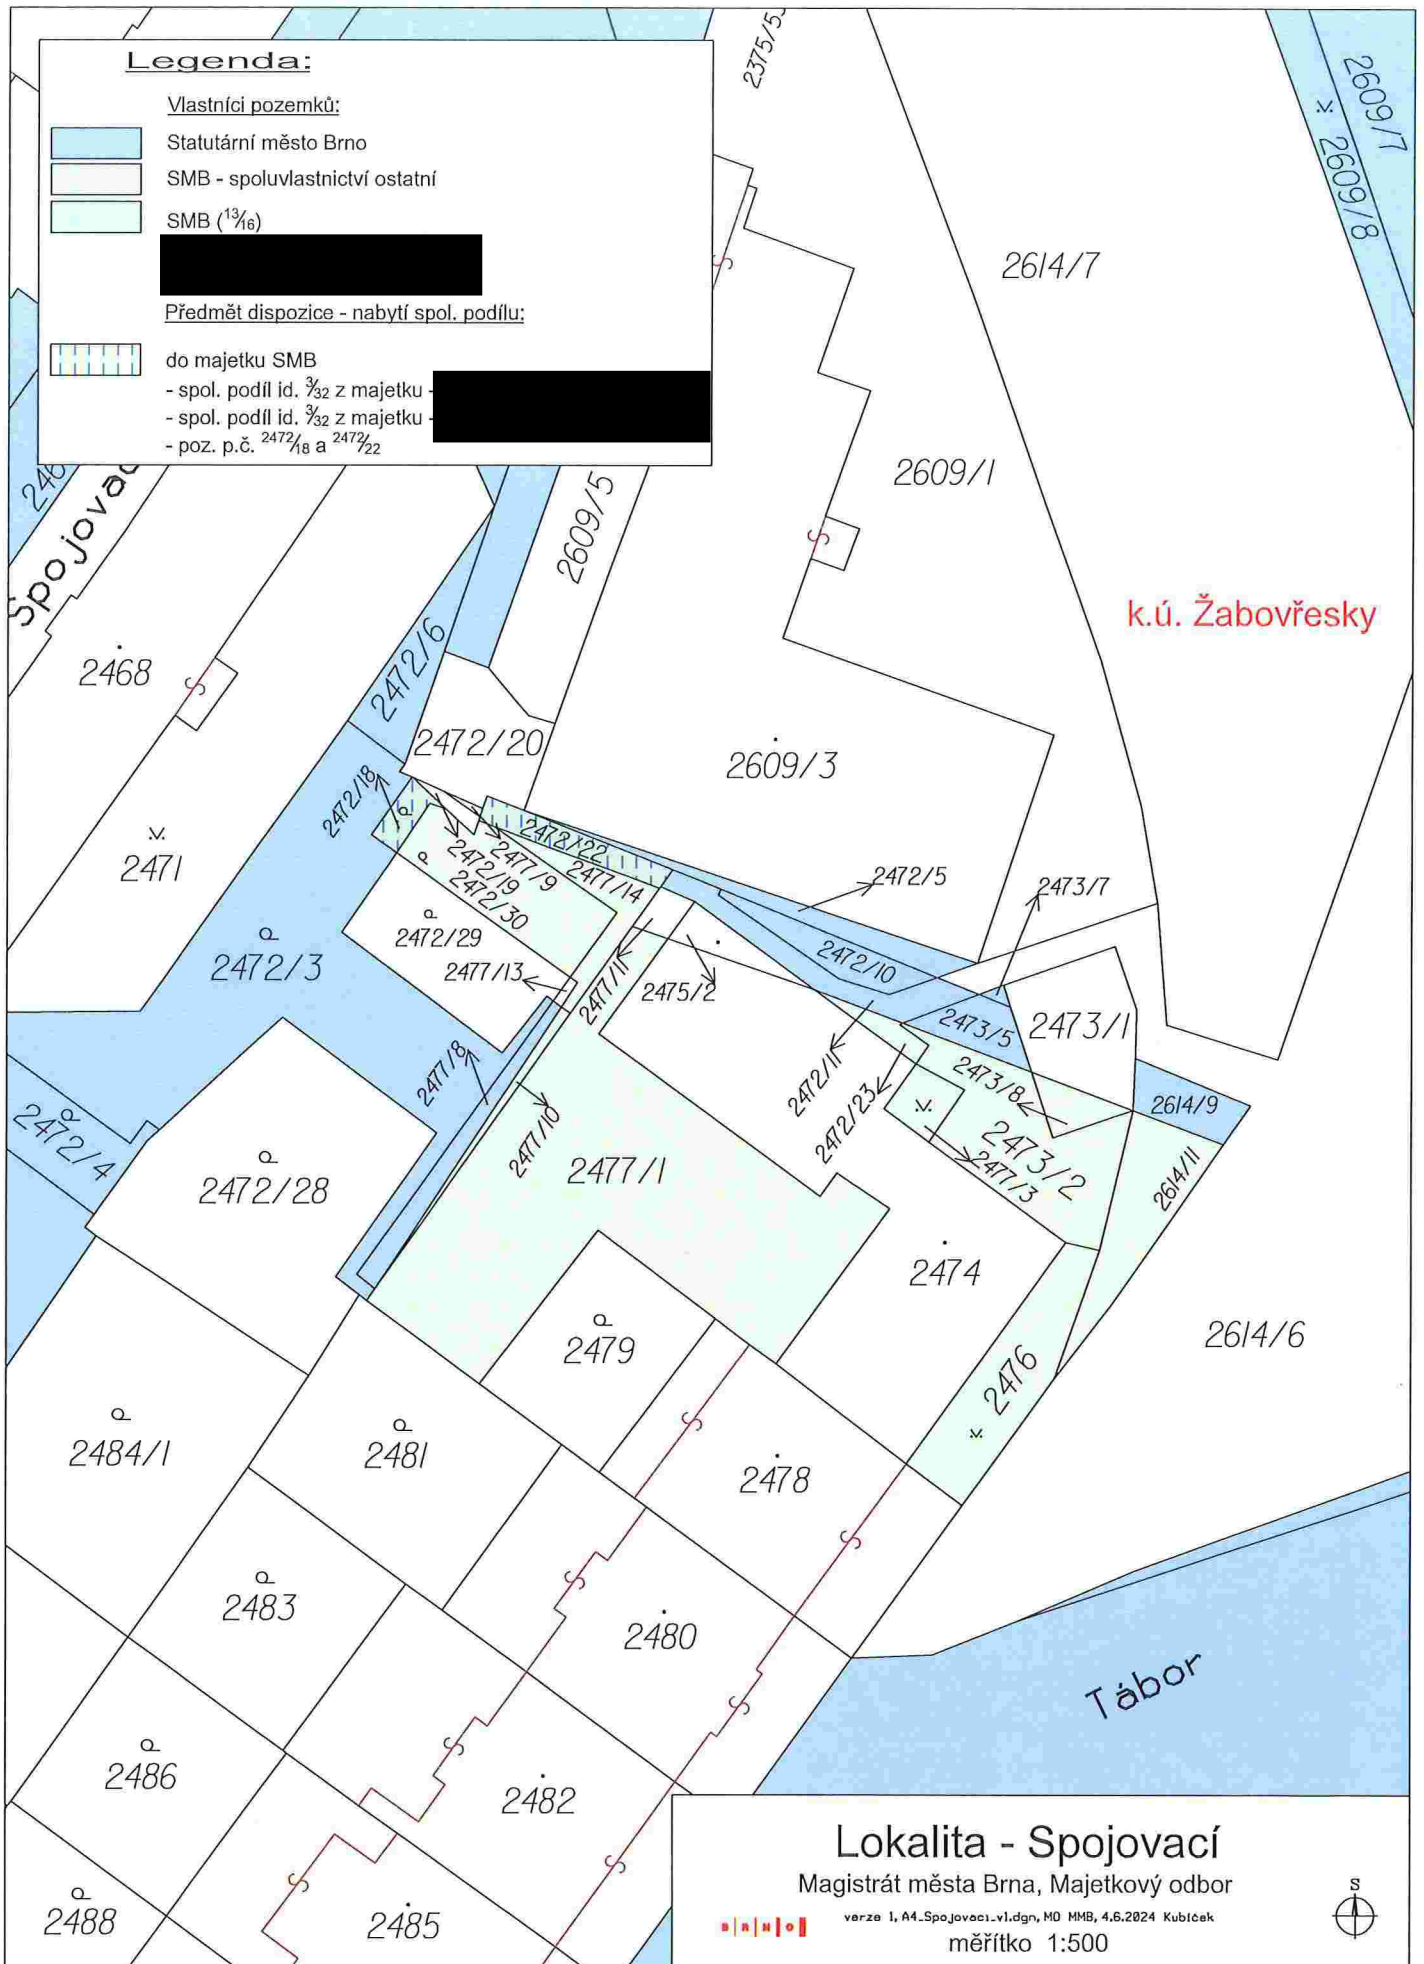 Legenda:
Vlastníci pozemků:
Statutární město Brno
SMB - spoluvlastnictví ostatní
SMB (13/16)
Předmět dispozice - nabytí spol. podílu:
do majetku SMB
- spol. podíl id. 3/32 z majetku -
- spol. podíl id. 3/32 z majetku -
- poz. p.č. 2472/18 a 2472/22
2375/5
2609/7
2609/8
2614/7
2609/1
2609/5
246
Spojovac
k.ú. Žabovřesky
2468
2472/6
2472/20
2609/3
2472/18
2472/22
2471
2477/9
2472/19
2472/30
2477/14
2472/5
2473/7
2472/29
2472/3
2477/13
2477/11
2475/2
2472/10
2473/5
2473/1
2477/8
2472/11
2473/8
2472/23
2614/9
2472/4
2477/10
2477/1
2473/2
2477/3
2614/11
2472/28
2474
2479
2614/6
2476
2484/1
2481
2478
2483
2480
Tábor
2486
2482
2488
2485
Lokalita - Spojovací
Magistrát města Brna, Majetkový odbor
verze 1, A4_Spojovaci_v1.dgn, MO MMB, 4.6.2024 Kubíček
měřítko 1:500
B R N O
S